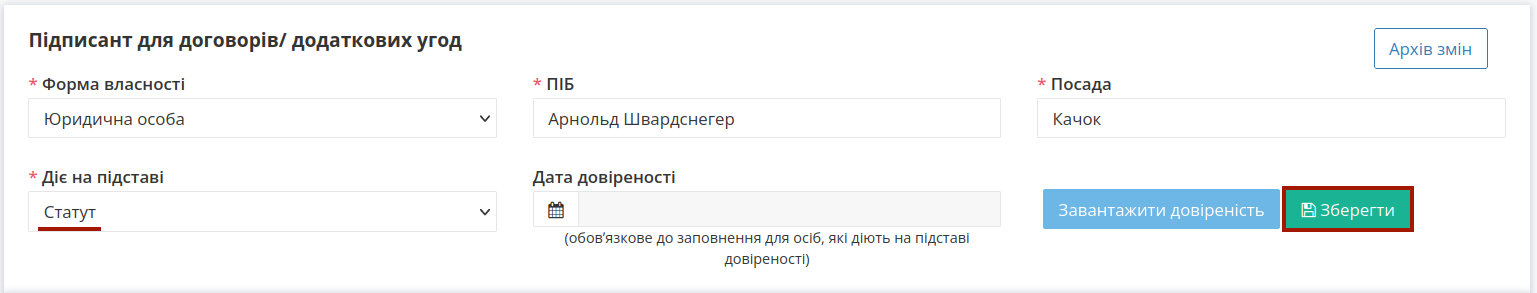 Підписант для договорів/ додаткових угод
Архів змін
* Форма власності
* ПІБ
* Посада
Юридична особа
Арнольд Швардснегер
Качок
* Діє на підставі
Дата довіреності
Статут
Завантажити довіреність
Зберегти
(обов’язкове до заповнення для осіб, які діють на підставі
довіреності)